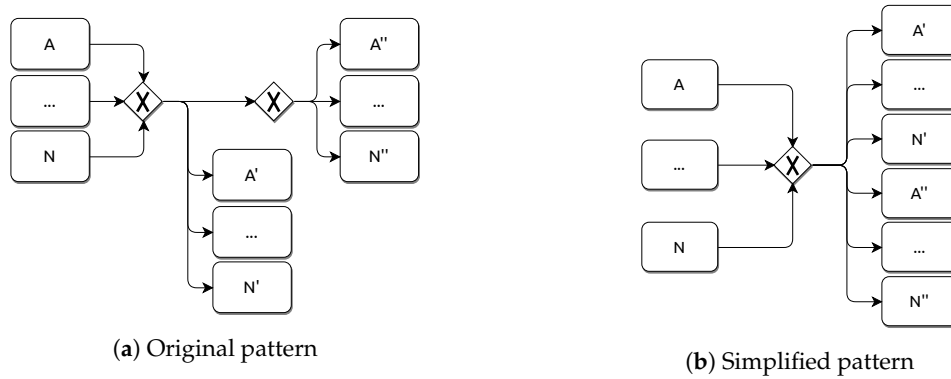 A
...
N
X
X
A''
...
N''
A'
...
N'
(a) Original pattern
A
...
N
X
A'
...
N'
A''
...
N''
(b) Simplified pattern